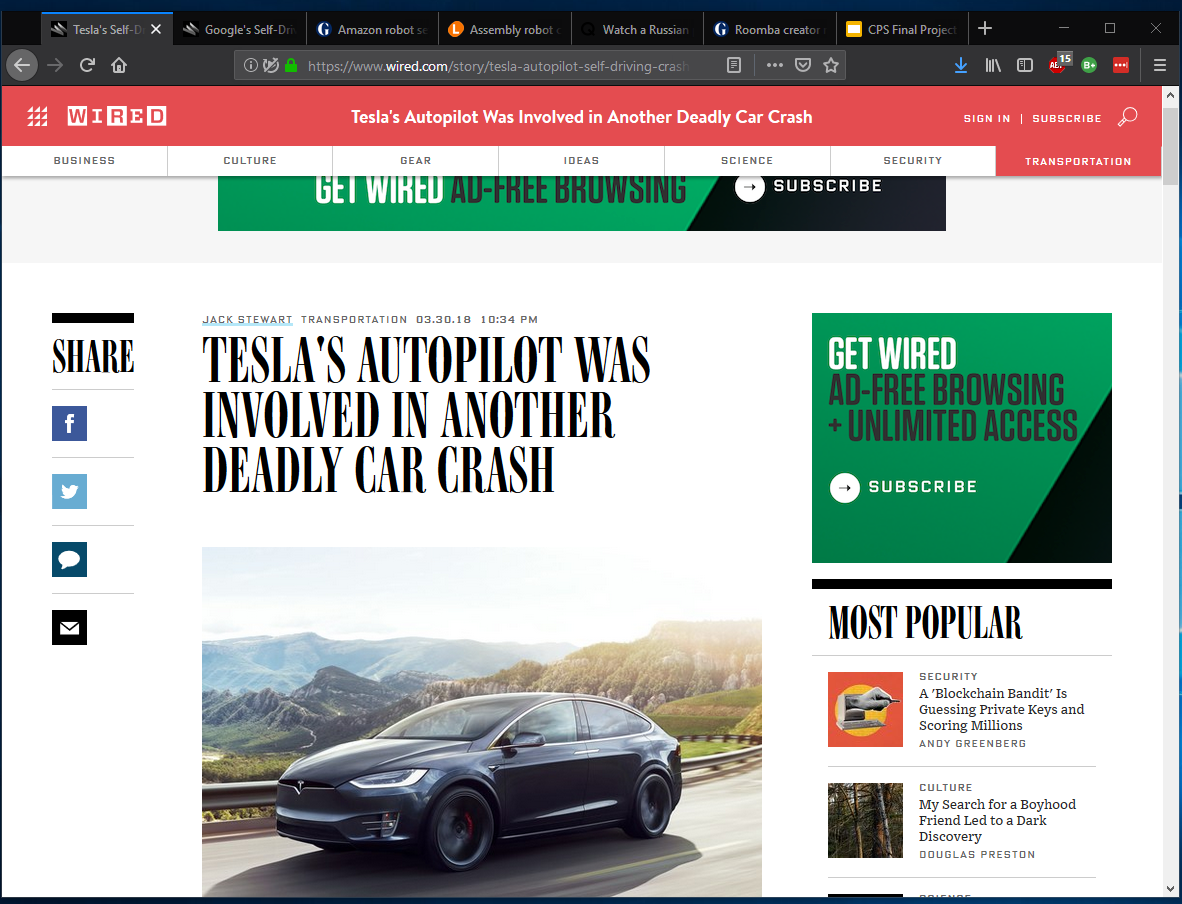 Tesla's Self-D
Google's Self-Dri
Amazon robot se
Assembly robot c
Watch a Russian
Roomba creator
CPS Final Project
https://www.wired.com/story/tesla-autopilot-self-driving-crash
15
WIRED
Tesla's Autopilot Was Involved in Another Deadly Car Crash
SIGN IN | SUBSCRIBE
BUSINESS
CULTURE
GEAR
IDEAS
SCIENCE
SECURITY
TRANSPORTATION
GET WIRED AD-FREE BROWSING
SUBSCRIBE
SHARE
JACK STEWART TRANSPORTATION 03.30.18 10:34 PM
TESLA'S AUTOPILOT WAS
INVOLVED IN ANOTHER
DEADLY CAR CRASH
GET WIRED
AD-FREE BROWSING
+ UNLIMITED ACCESS
SUBSCRIBE
MOST POPULAR
SECURITY
A 'Blockchain Bandit' Is
Guessing Private Keys and
Scoring Millions
ANDY GREENBERG
CULTURE
My Search for a Boyhood
Friend Led to a Dark
Discovery
DOUGLAS PRESTON